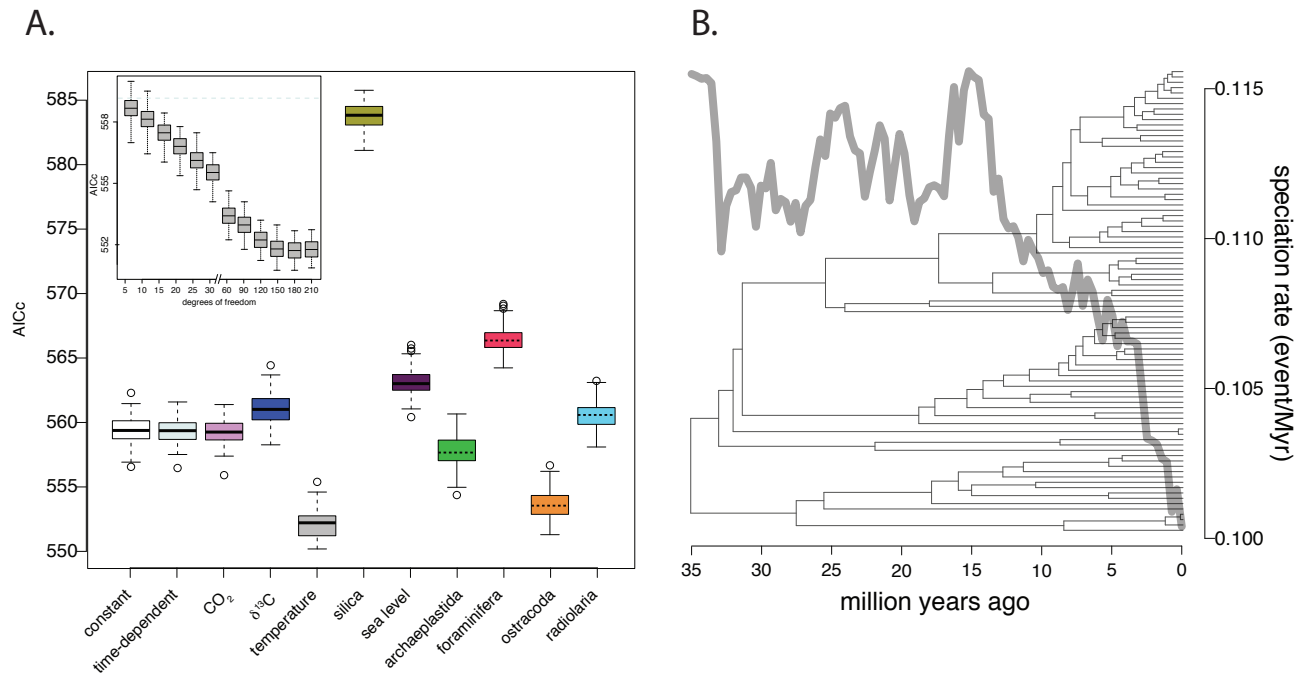 A.
B.
585
580
575
570
565
560
555
550
AICc
558
555
552
AICc
5 10 15 20 25 30 60 90 120 150 180 210
degrees of freedom
constant
time-dependent
CO₂
δ¹³C
temperature
silica
sea level
archaeplastida
foraminifera
ostracoda
radiolaria
0.115
0.110
0.105
0.100
speciation rate (event/Myr)
35 30 25 20 15 10 5 0
million years ago